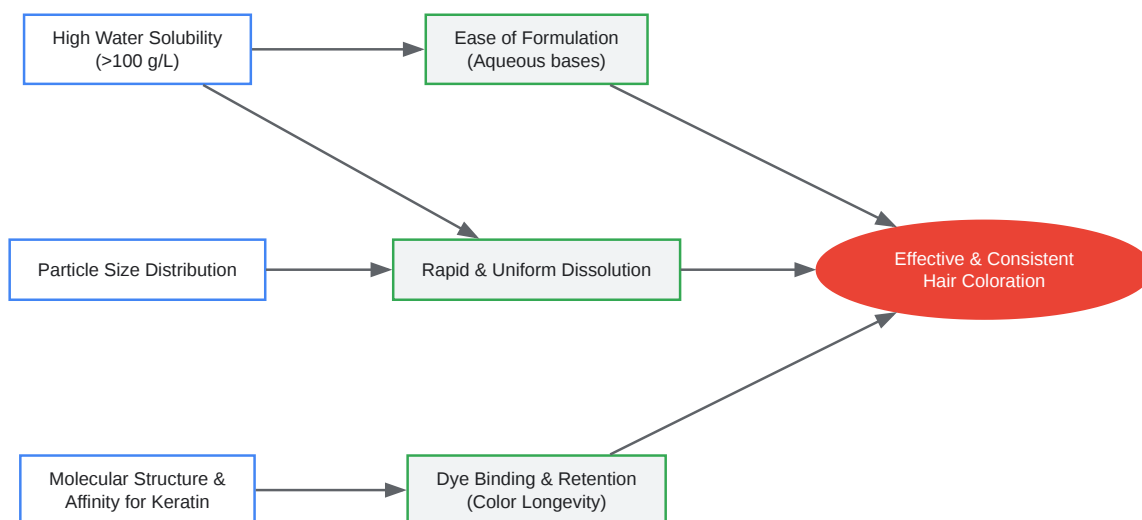 High Water Solubility
(>100 g/L)
Ease of Formulation
(Aqueous bases)
Particle Size Distribution
Rapid & Uniform Dissolution
Effective & Consistent
Hair Coloration
Molecular Structure &
Affinity for Keratin
Dye Binding & Retention
(Color Longevity)